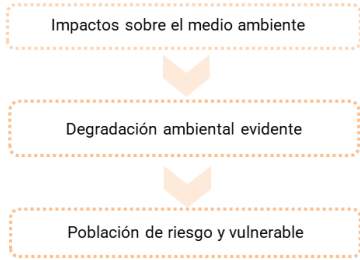 Impactos sobre el medio ambiente
Degradación ambiental evidente
Población de riesgo y vulnerable